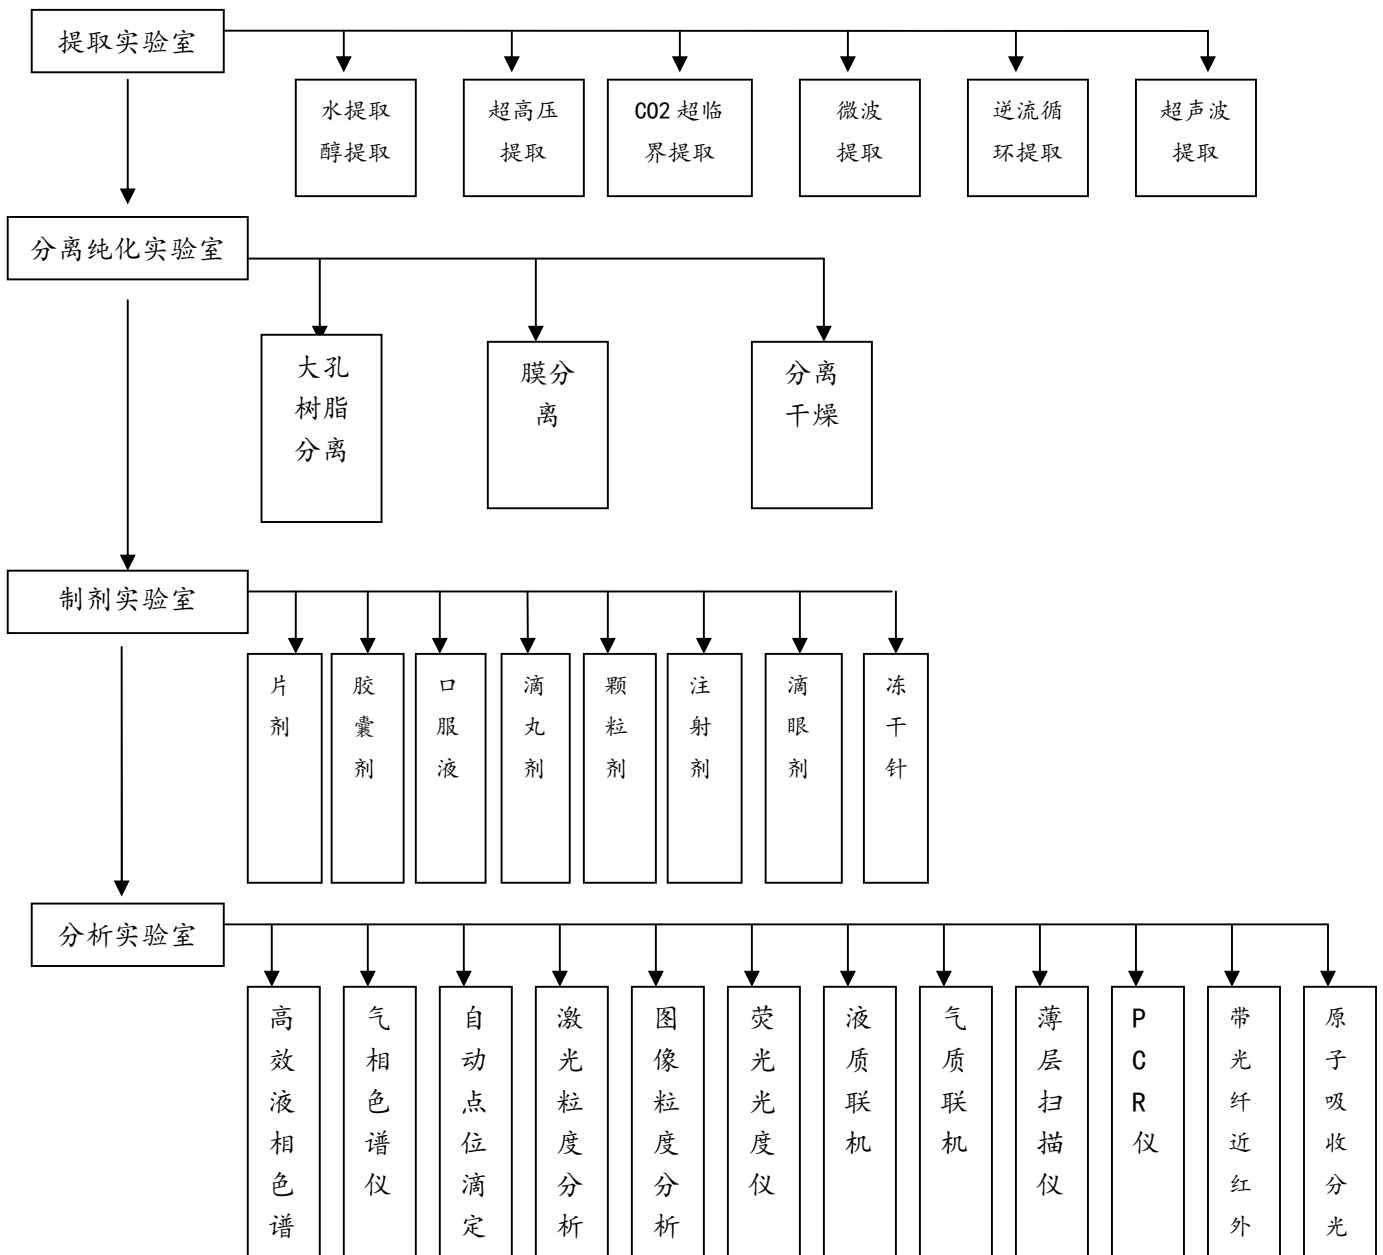 提取实验室
水提取
醇提取
超高压
提取
CO2 超临
界提取
微波
提取
逆流循
环提取
超声波
提取
分离纯化实验室
大孔
树脂
分离
膜分
离
分离
干燥
制剂实验室
片剂
胶囊剂
口服液
滴丸剂
颗粒剂
注射剂
滴眼剂
冻干针
分析实验室
高效液相色谱
气相色谱仪
自动点位滴定
激光粒度分析
图像粒度分析
荧光光度仪
液质联机
气质联机
薄层扫描仪
PCR仪
带光纤近红外
原子吸收分光